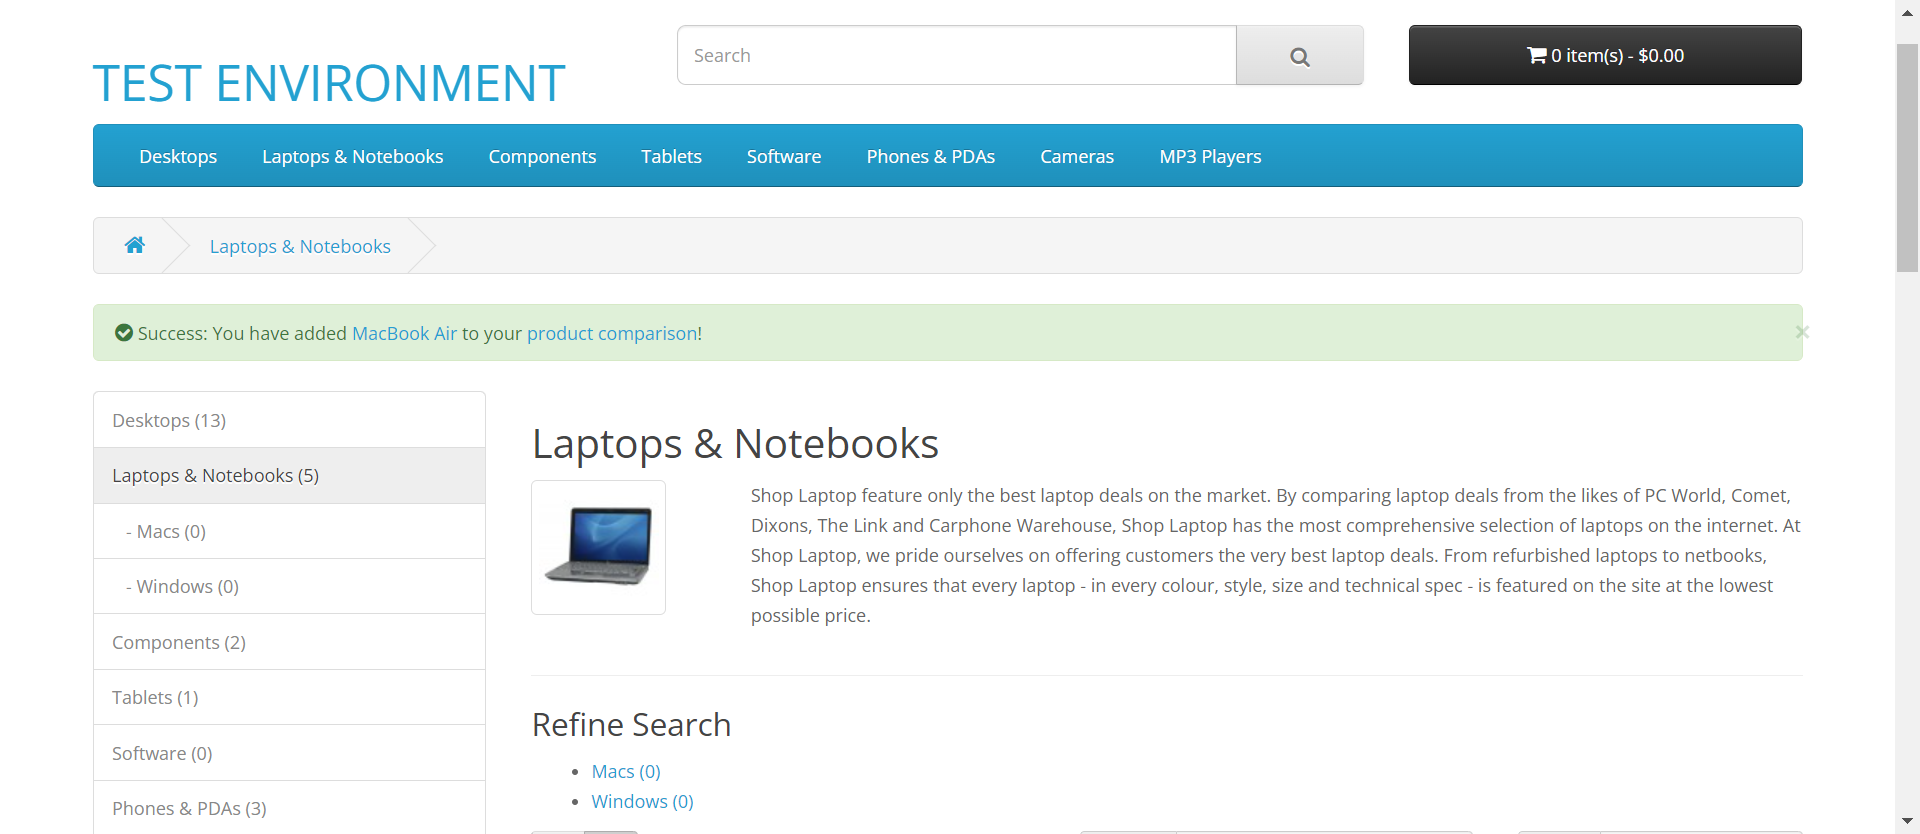 TEST ENVIRONMENT
Search
0 item(s) - $0.00
Desktops
Laptops & Notebooks
Components
Tablets
Software
Phones & PDAs
Cameras
MP3 Players
Laptops & Notebooks
Success: You have added MacBook Air to your product comparison!
×
Desktops (13)
Laptops & Notebooks (5)
- Macs (0)
- Windows (0)
Components (2)
Tablets (1)
Software (0)
Phones & PDAs (3)
Laptops & Notebooks
Shop Laptop feature only the best laptop deals on the market. By comparing laptop deals from the likes of PC World, Comet,
Dixons, The Link and Carphone Warehouse, Shop Laptop has the most comprehensive selection of laptops on the internet. At
Shop Laptop, we pride ourselves on offering customers the very best laptop deals. From refurbished laptops to netbooks,
Shop Laptop ensures that every laptop - in every colour, style, size and technical spec - is featured on the site at the lowest
possible price.
Refine Search
Macs (0)
Windows (0)